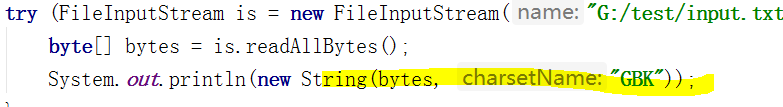 try (FileInputStream is = new FileInputStream( name: "G:/test/input.txt
byte[] bytes = is.readAllBytes();
System.out.println(new String(bytes, charsetName: "GBK"));